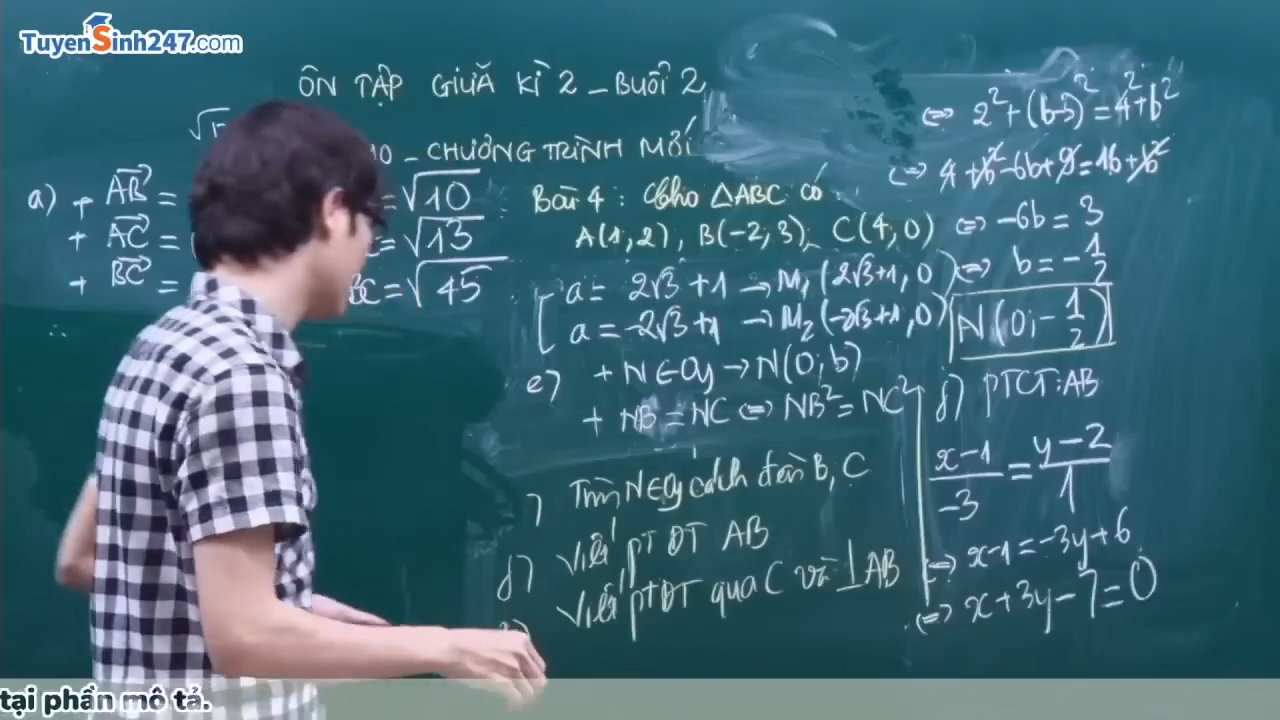 TuyenSinh247.com
ÔN TẬP GIỮA KÌ 2 _ BUỔI 2
10 _ CHƯƠNG TRÌNH MỚI
a) + AB = = √10
+ AC = = √13
+ BC = BC = √45
Bài 4 : Cho △ABC có :
A(1;2), B(-2;3), C(4;0)
[ a = 2√3 + 1 → M₁(2√3+1;0)
a = -2√3 + 1 → M₂(-2√3+1;0)
e) + N∈Oy → N(0;b)
+ NB = NC ⇔ NB² = NC²
) Tìm N∈Oy cách đều B, C
f) Viết pt ĐT AB
Viết ptĐT qua C và ⊥ AB
⇔ 2² + (b-3)² = 4² + b²
⇔ 4 + b² - 6b + 9 = 16 + b²
⇔ -6b = 3
⇔ b = -1/2
N(0;-1/2)
f) PTCT: AB
x-1/-3 = y-2/1
⇔ x-1 = -3y+6
⇔ x+3y-7=0
tại phần mô tả.